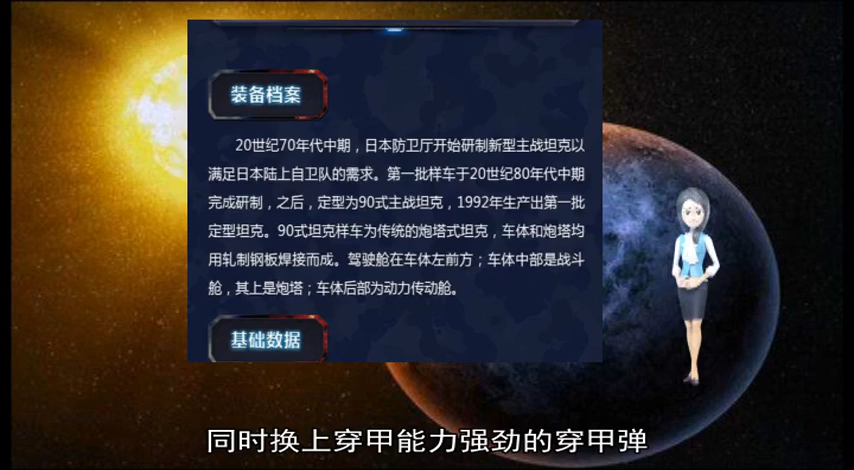 装备档案
20世纪70年代中期，日本防卫厅开始研制新型主战坦克以
满足日本陆上自卫队的需求。第一批样车于20世纪80年代中期
完成研制，之后，定型为90式主战坦克，1992年生产出第一批
定型坦克。90式坦克样车为传统的炮塔式坦克，车体和炮塔均
用轧制钢板焊接而成。驾驶舱在车体左前方；车体中部是战斗
舱，其上是炮塔；车体后部为动力传动舱。
基础数据
同时换上穿甲能力强劲的穿甲弹